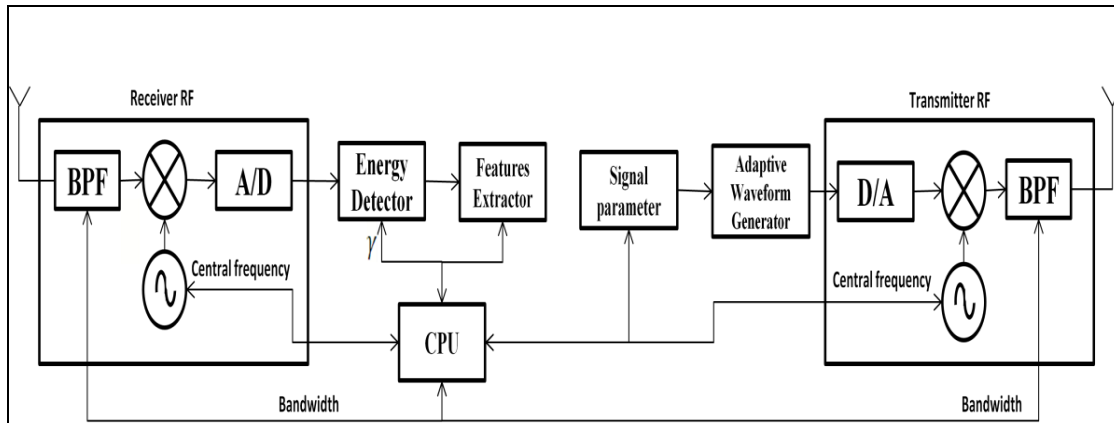 Receiver RF
Transmitter RF
BPF
A/D
Energy
Detector
Features
Extractor
Signal
parameter
Adaptive
Waveform
Generator
D/A
BPF
γ
Central frequency
Central frequency
CPU
Bandwidth
Bandwidth